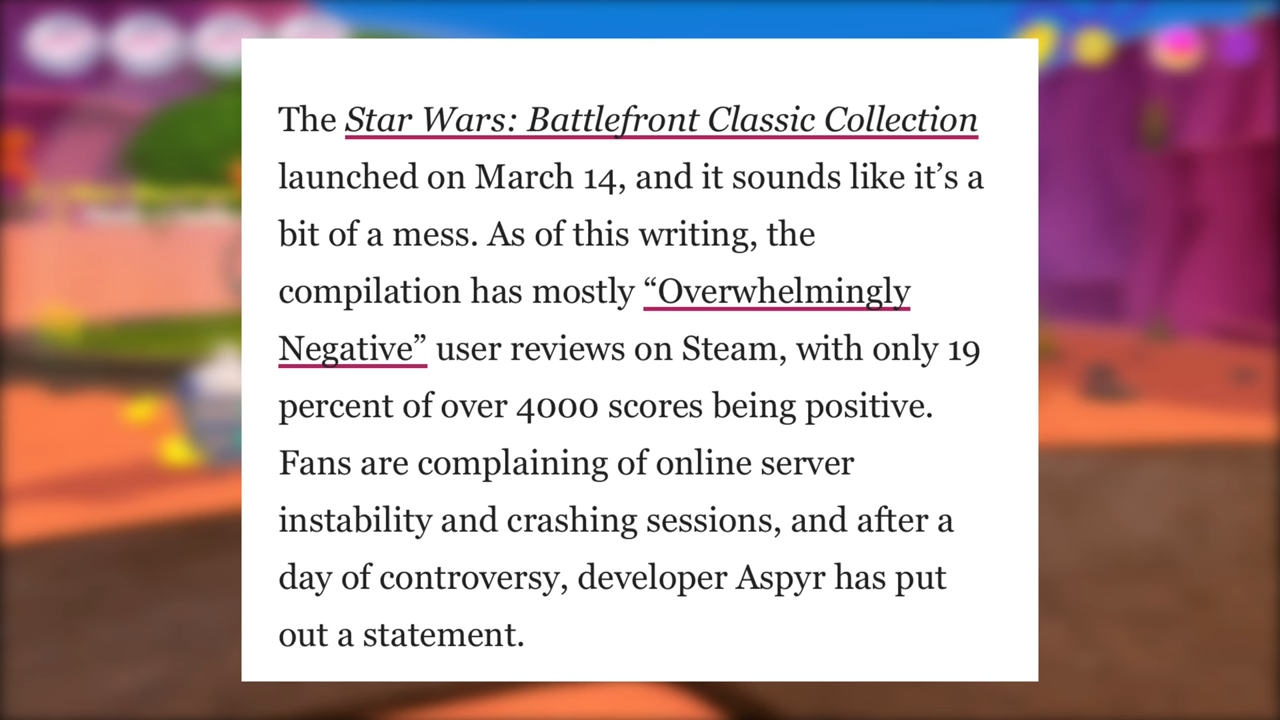 The Star Wars: Battlefront Classic Collection
launched on March 14, and it sounds like it’s a
bit of a mess. As of this writing, the
compilation has mostly “Overwhelmingly
Negative” user reviews on Steam, with only 19
percent of over 4000 scores being positive.
Fans are complaining of online server
instability and crashing sessions, and after a
day of controversy, developer Aspyr has put
out a statement.